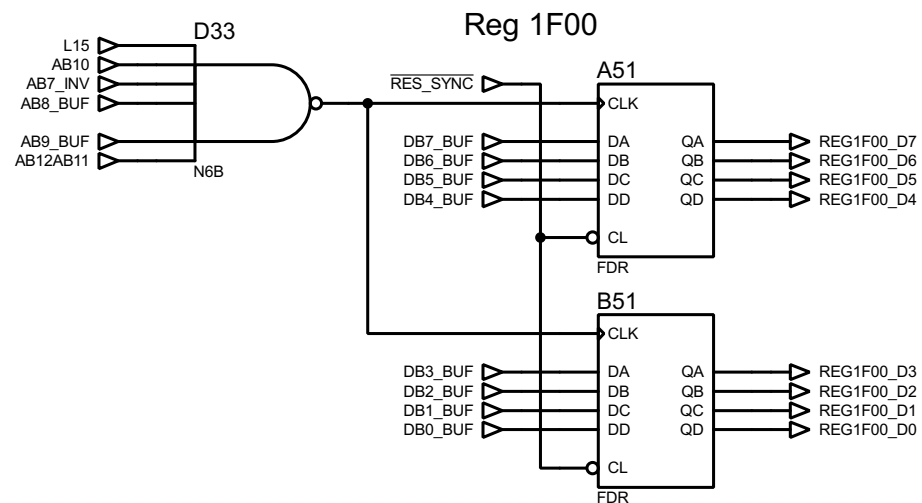 Reg 1F00
D33
L15
AB10
AB7_INV
AB8_BUF
AB9_BUF
AB12AB11
N6B
RES_SYNC
A51
CLK
DB7_BUF DA QA REG1F00_D7
DB6_BUF DB QB REG1F00_D6
DB5_BUF DC QC REG1F00_D5
DB4_BUF DD QD REG1F00_D4
CL
FDR
B51
CLK
DB3_BUF DA QA REG1F00_D3
DB2_BUF DB QB REG1F00_D2
DB1_BUF DC QC REG1F00_D1
DB0_BUF DD QD REG1F00_D0
CL
FDR